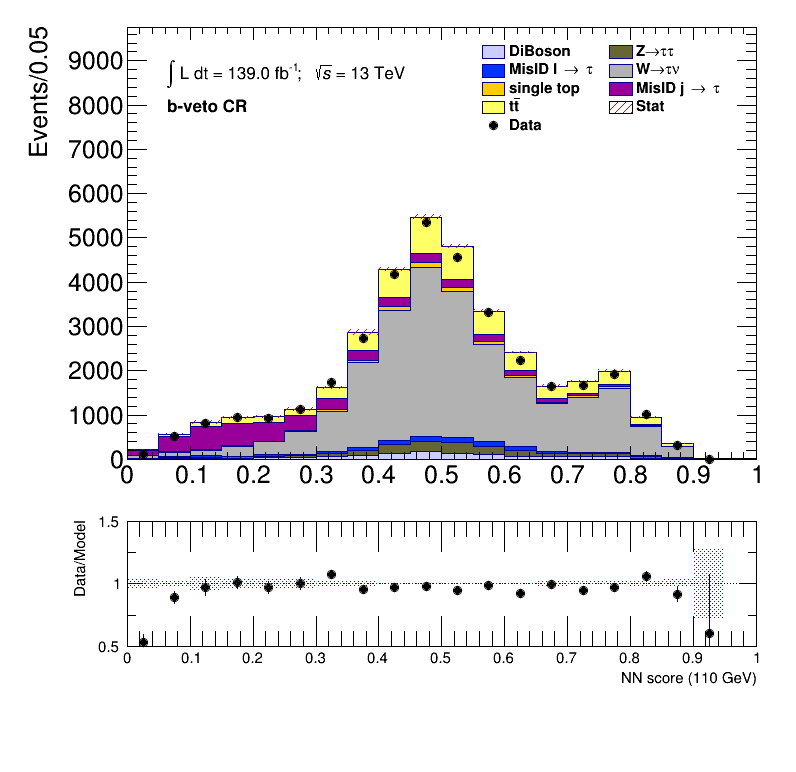 Events/0.05
9000
8000
7000
6000
5000
4000
3000
2000
1000
0
∫ L dt = 139.0 fb⁻¹; √s = 13 TeV
b-veto CR
DiBoson
MisID l → τ
single top
tt̄
Data
Z→ττ
W→τν
MisID j → τ
Stat
0 0.1 0.2 0.3 0.4 0.5 0.6 0.7 0.8 0.9 1
Data/Model
1.5
1
0.5
0 0.1 0.2 0.3 0.4 0.5 0.6 0.7 0.8 0.9 1
NN score (110 GeV)